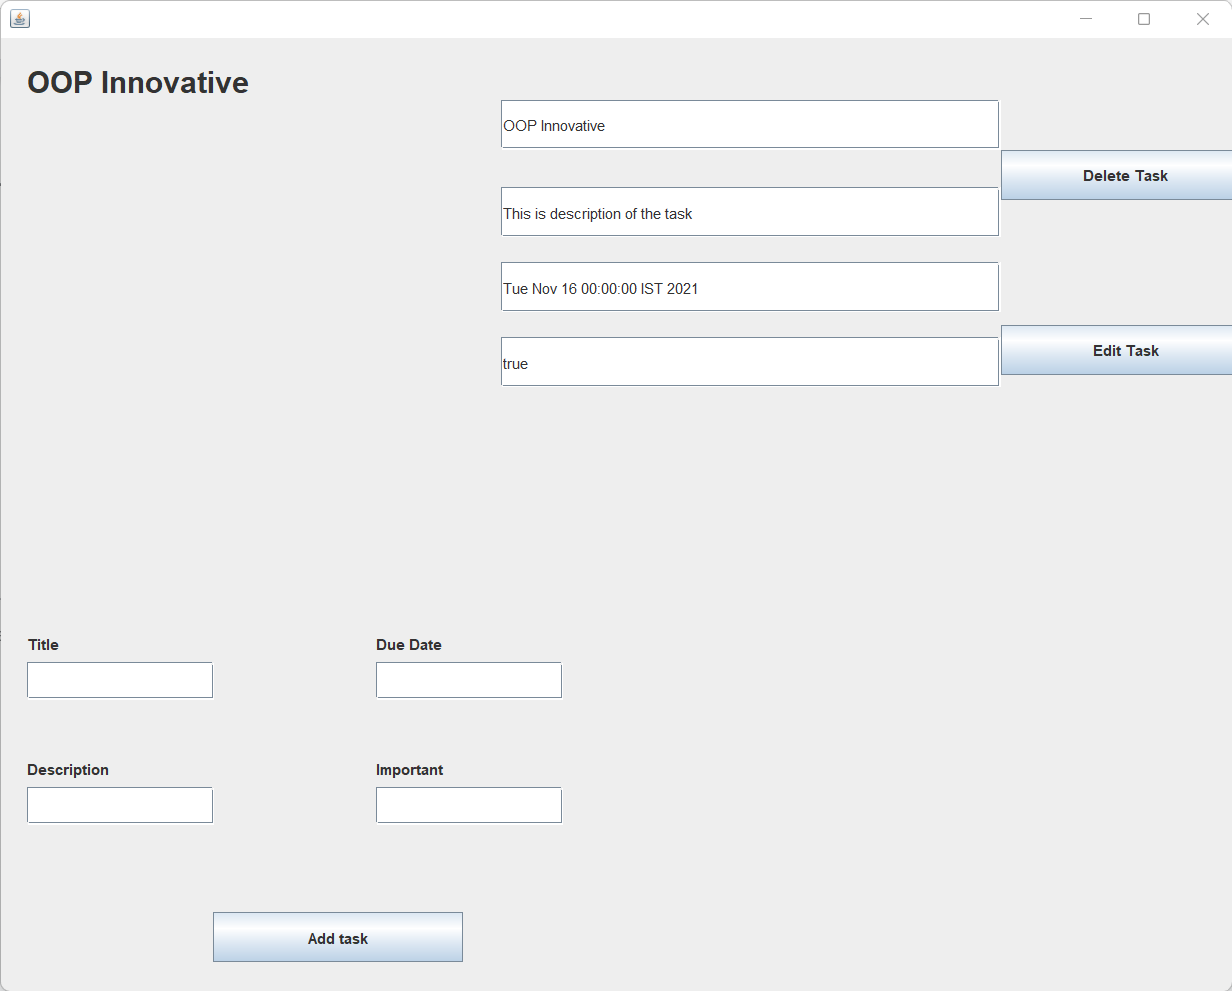 OOP Innovative
OOP Innovative
Delete Task
This is description of the task
Tue Nov 16 00:00:00 IST 2021
Edit Task
true
Title
Due Date
Description
Important
Add task